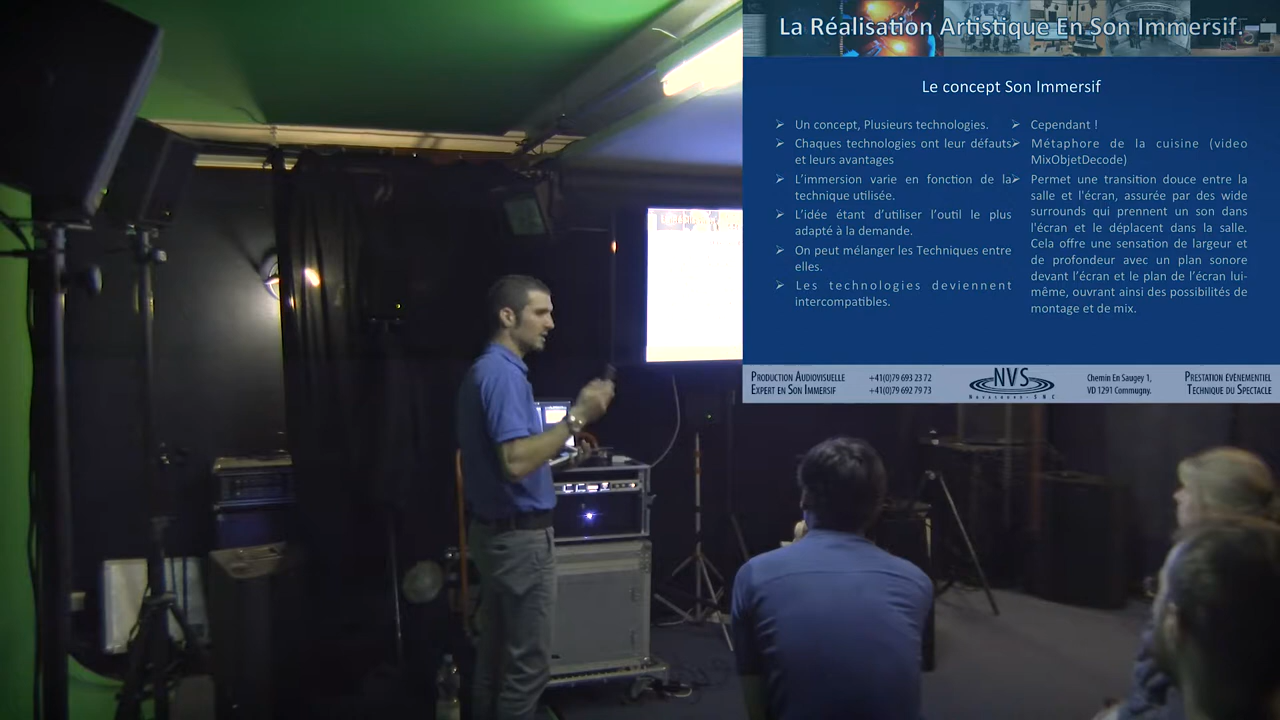 La Réalisation Artistique En Son Immersif.
Le concept Son Immersif
Un concept, Plusieurs technologies.
Chaques technologies ont leur défauts
et leurs avantages
L'immersion varie en fonction de la
technique utilisée.
L'idée étant d'utiliser l'outil le plus
adapté à la demande.
On peut mélanger les Techniques entre
elles.
Les technologies deviennent
intercompatibles.
Cependant !
Métaphore de la cuisine (video
MixObjetDecode)
Permet une transition douce entre la
salle et l'écran, assurée par des wide
surrounds qui prennent un son dans
l'écran et le déplacent dans la salle.
Cela offre une sensation de largeur et
de profondeur avec un plan sonore
devant l'écran et le plan de l'écran lui-
même, ouvrant ainsi des possibilités de
montage et de mix.
Production Audiovisuelle
Expert en Son Immersif
+41(0)79 693 23 72
+41(0)79 692 79 73
NVS
Chemin En Saugey 1,
VD 1291 Commugny.
Prestation événementiel
Technique du Spectacle